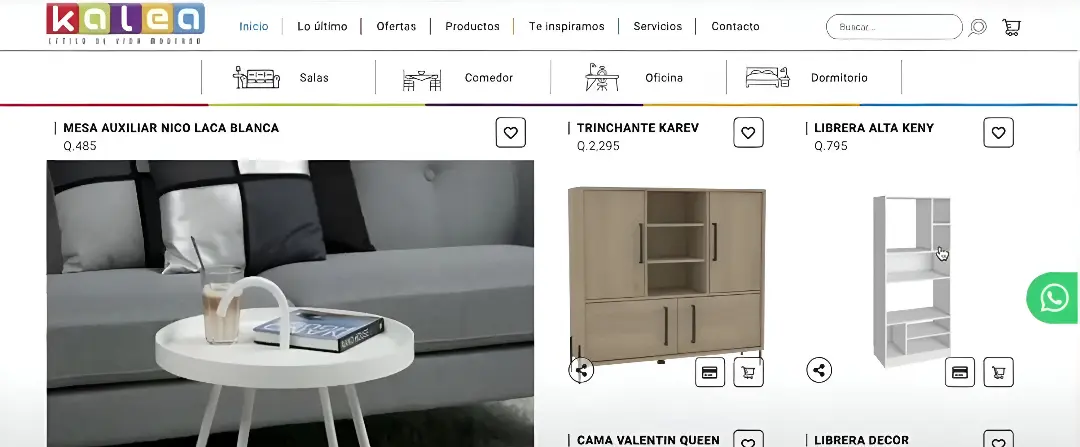 kalea
ESTILO DE VIDA MODERNO
Inicio
Lo último
Ofertas
Productos
Te inspiramos
Servicios
Contacto
Buscar...
Salas
Comedor
Oficina
Dormitorio
MESA AUXILIAR NICO LACA BLANCA
Q.485
TRINCHANTE KAREV
Q.2,295
LIBRERA ALTA KENY
Q.795
CAMA VALENTIN QUEEN
LIBRERA DECOR